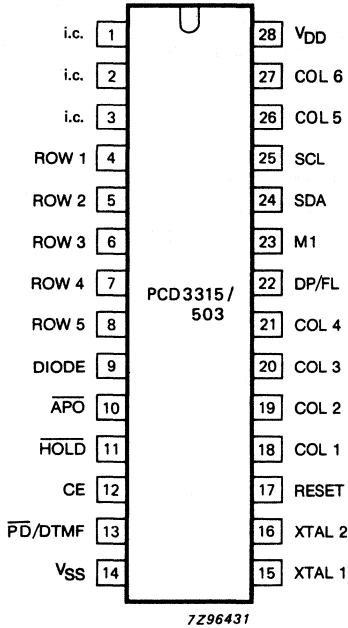 i.c. 1 28 VDD
i.c. 2 27 COL 6
i.c. 3 26 COL 5
ROW 1 4 25 SCL
ROW 2 5 24 SDA
ROW 3 6 23 M1
ROW 4 7 22 DP/FL
PCD3315/
503
ROW 5 8 21 COL 4
DIODE 9 20 COL 3
A̅P̅O̅ 10 19 COL 2
H̅O̅L̅D̅ 11 18 COL 1
CE 12 17 RESET
P̅D̅/DTMF 13 16 XTAL 2
VSS 14 15 XTAL 1
7Z96431